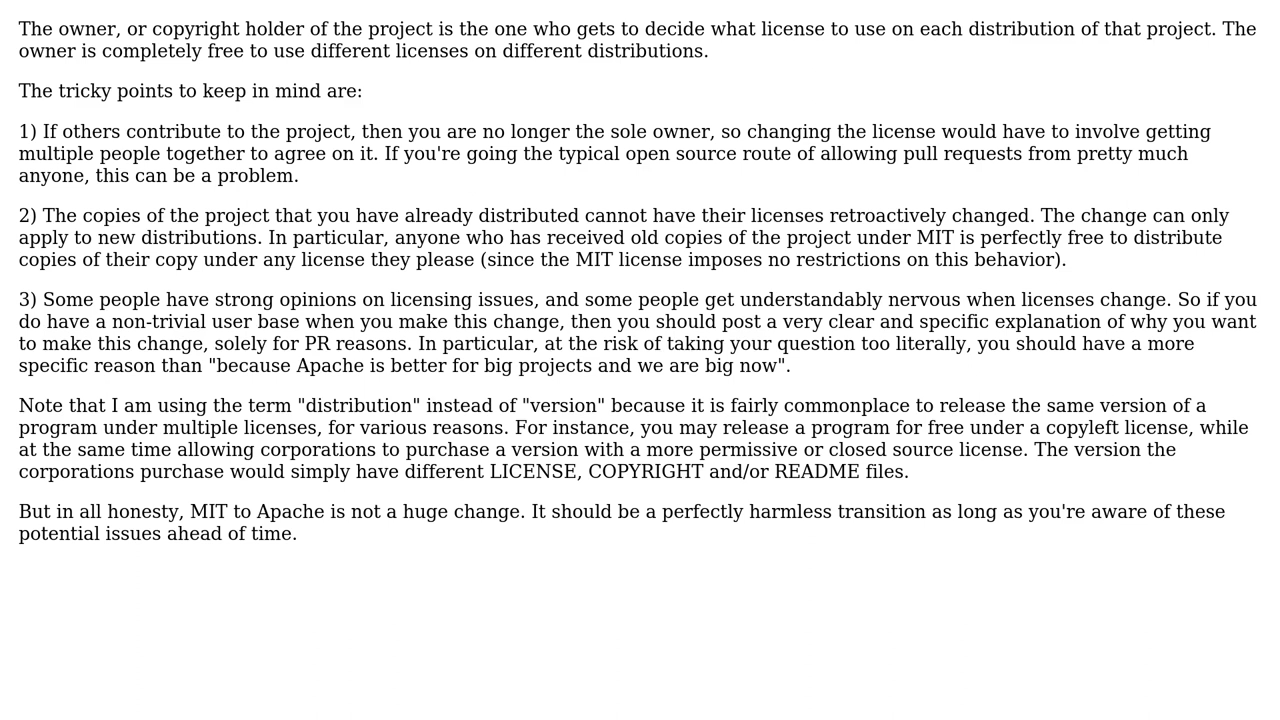 The owner, or copyright holder of the project is the one who gets to decide what license to use on each distribution of that project. The
owner is completely free to use different licenses on different distributions.
The tricky points to keep in mind are:
1) If others contribute to the project, then you are no longer the sole owner, so changing the license would have to involve getting
multiple people together to agree on it. If you're going the typical open source route of allowing pull requests from pretty much
anyone, this can be a problem.
2) The copies of the project that you have already distributed cannot have their licenses retroactively changed. The change can only
apply to new distributions. In particular, anyone who has received old copies of the project under MIT is perfectly free to distribute
copies of their copy under any license they please (since the MIT license imposes no restrictions on this behavior).
3) Some people have strong opinions on licensing issues, and some people get understandably nervous when licenses change. So if you
do have a non-trivial user base when you make this change, then you should post a very clear and specific explanation of why you want
to make this change, solely for PR reasons. In particular, at the risk of taking your question too literally, you should have a more
specific reason than "because Apache is better for big projects and we are big now".
Note that I am using the term "distribution" instead of "version" because it is fairly commonplace to release the same version of a
program under multiple licenses, for various reasons. For instance, you may release a program for free under a copyleft license, while
at the same time allowing corporations to purchase a version with a more permissive or closed source license. The version the
corporations purchase would simply have different LICENSE, COPYRIGHT and/or README files.
But in all honesty, MIT to Apache is not a huge change. It should be a perfectly harmless transition as long as you're aware of these
potential issues ahead of time.